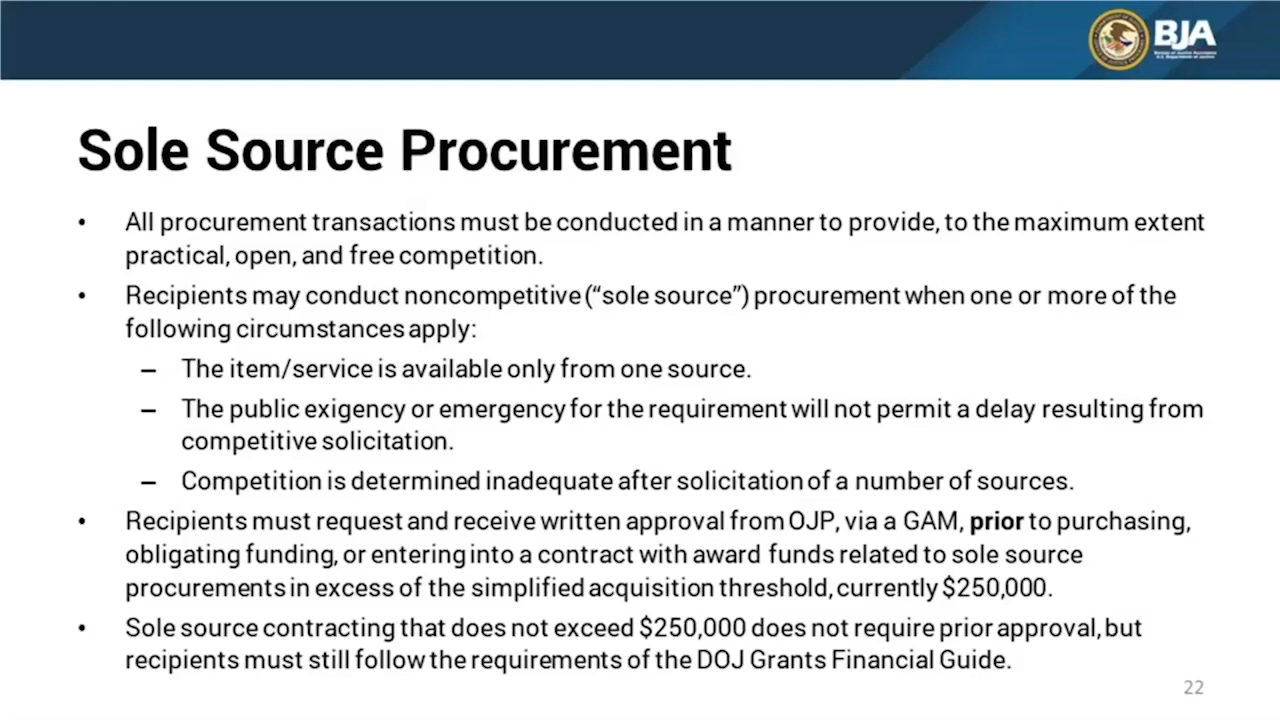 BJA
Bureau of Justice Assistance
U.S. Department of Justice
Sole Source Procurement
• All procurement transactions must be conducted in a manner to provide, to the maximum extent
practical, open, and free competition.
• Recipients may conduct noncompetitive (“sole source”) procurement when one or more of the
following circumstances apply:
– The item/service is available only from one source.
– The public exigency or emergency for the requirement will not permit a delay resulting from
competitive solicitation.
– Competition is determined inadequate after solicitation of a number of sources.
• Recipients must request and receive written approval from OJP, via a GAM, prior to purchasing,
obligating funding, or entering into a contract with award funds related to sole source
procurements in excess of the simplified acquisition threshold, currently $250,000.
• Sole source contracting that does not exceed $250,000 does not require prior approval, but
recipients must still follow the requirements of the DOJ Grants Financial Guide.
22